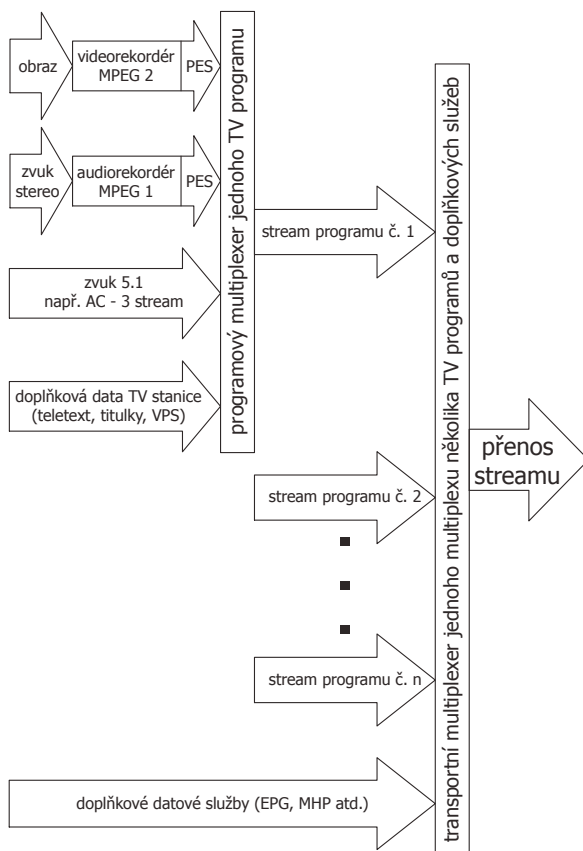 obraz
videorekordér
MPEG 2
PES
zvuk
stereo
audiorekordér
MPEG 1
PES
zvuk 5.1
např. AC - 3 stream
doplňková data TV stanice
(teletext, titulky, VPS)
programový multiplexer jednoho TV programu
stream programu č. 1
stream programu č. 2
stream programu č. n
doplňkové datové služby (EPG, MHP atd.)
transportní multiplexer jednoho multiplexu několika TV programů a doplňkových služeb
přenos
streamu